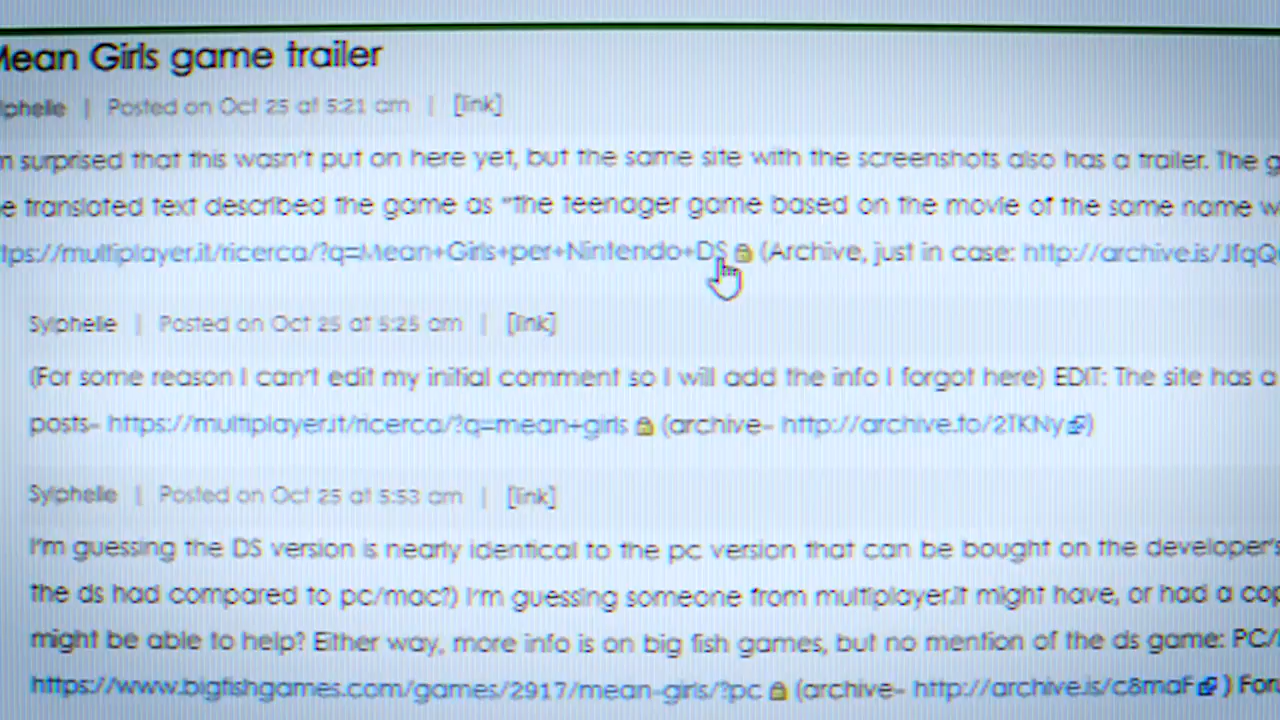 Mean Girls game trailer
lphelle | Posted on Oct 25 at 5:21 am | [link]
m surprised that this wasn't put on here yet, but the same site with the screenshots also has a trailer. The g
e translated text described the game as "the teenager game based on the movie of the same name w
tps://multiplayer.it/ricerca/?q=Mean+Girls+per+Nintendo+DS (Archive, just in case: http://archive.is/JfqQ
Sylphelle | Posted on Oct 25 at 5:25 am | [link]
(For some reason I can't edit my initial comment so I will add the info I forgot here) EDIT: The site has a
posts- https://multiplayer.it/ricerca/?q=mean+girls (archive- http://archive.fo/2TKNy)
Sylphelle | Posted on Oct 25 at 5:53 am | [link]
I'm guessing the DS version is nearly identical to the pc version that can be bought on the developer's
the ds had compared to pc/mac?) I'm guessing someone from multiplayer.it might have, or had a cop
might be able to help? Either way, more info is on big fish games, but no mention of the ds game: PC/
https://www.bigfishgames.com/games/2917/mean-girls/?pc (archive- http://archive.is/c8maF) For